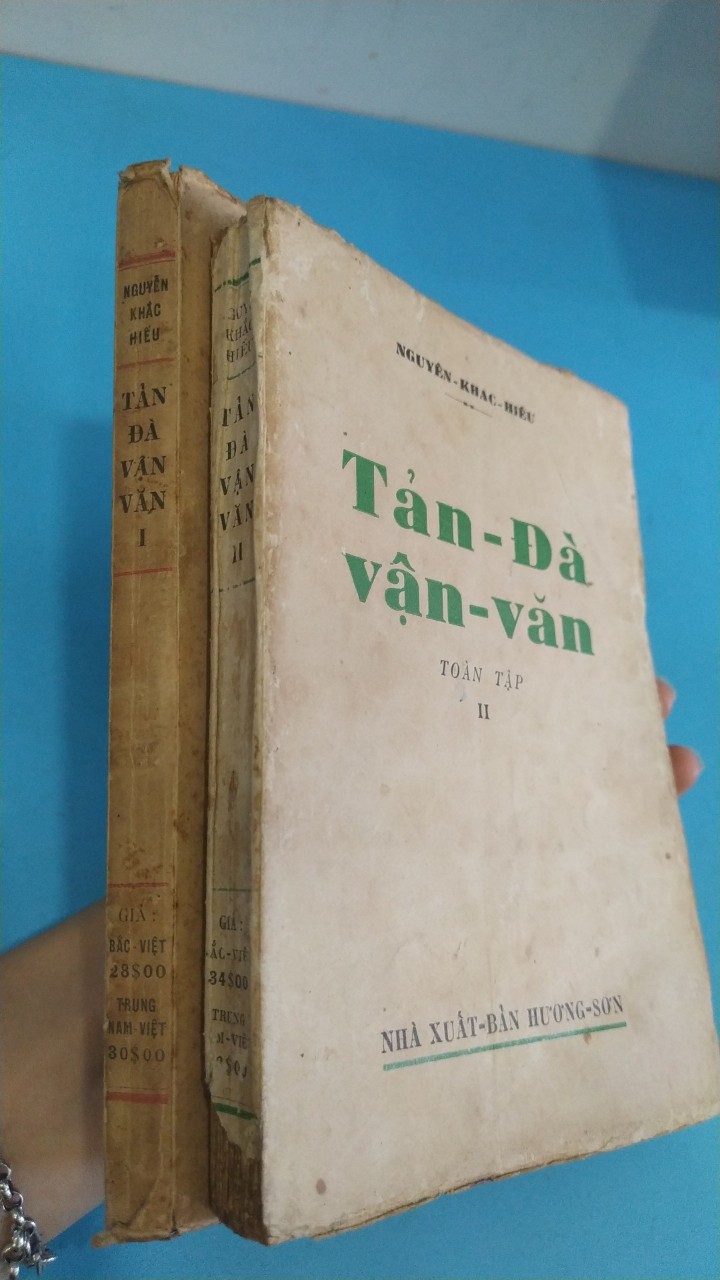 NGUYỄN
KHẮC
HIẾU
TẢN
ĐÀ
VẬN
VĂN
I
GIÁ :
BẮC-VIỆT
28$00
TRUNG
NAM-VIỆT
30$00
KHẮC
HIẾU
TẢN
ĐÀ
VẬN
VĂN
II
GIÁ :
34$00
TRUNG
NGUYỄN-KHẮC-HIẾU
Tản-Đà
vận-văn
TOÀN TẬP
II
NHÀ XUẤT-BẢN HƯƠNG-SƠN